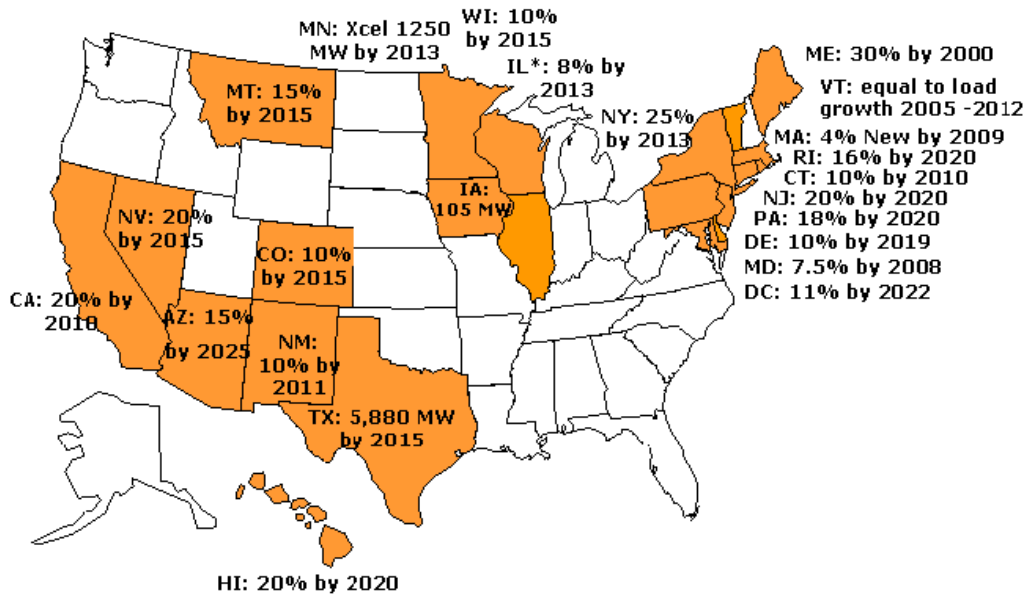 MN: Xcel 1250
MW by 2013
WI: 10%
by 2015
IL*: 8% by
2013
ME: 30% by 2000
MT: 15%
by 2015
VT: equal to load
growth 2005 -2012
NY: 25%
by 2013
MA: 4% New by 2009
RI: 16% by 2020
CT: 10% by 2010
NJ: 20% by 2020
PA: 18% by 2020
DE: 10% by 2019
MD: 7.5% by 2008
DC: 11% by 2022
IA:
105 MW
NV: 20%
by 2015
CO: 10%
by 2015
CA: 20% by
2010
AZ: 15%
by 2025
NM:
10% by
2011
TX: 5,880 MW
by 2015
HI: 20% by 2020